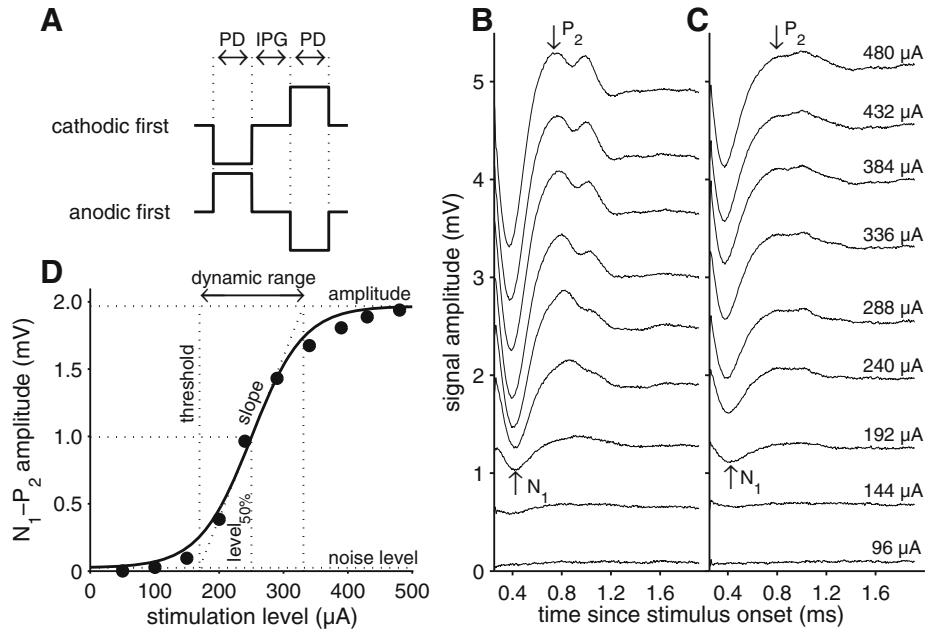 A
PD IPG PD
cathodic first
anodic first
B
P2
5
4
3
2
1
0
signal amplitude (mV)
N1
0.4 0.8 1.2 1.6
C
P2
480 µA
432 µA
384 µA
336 µA
288 µA
240 µA
192 µA
144 µA
96 µA
N1
0.4 0.8 1.2 1.6
time since stimulus onset (ms)
D
dynamic range
amplitude
threshold
slope
level50%
noise level
2.0
1.5
1.0
0.5
0
N1–P2 amplitude (mV)
0 100 200 300 400 500
stimulation level (µA)